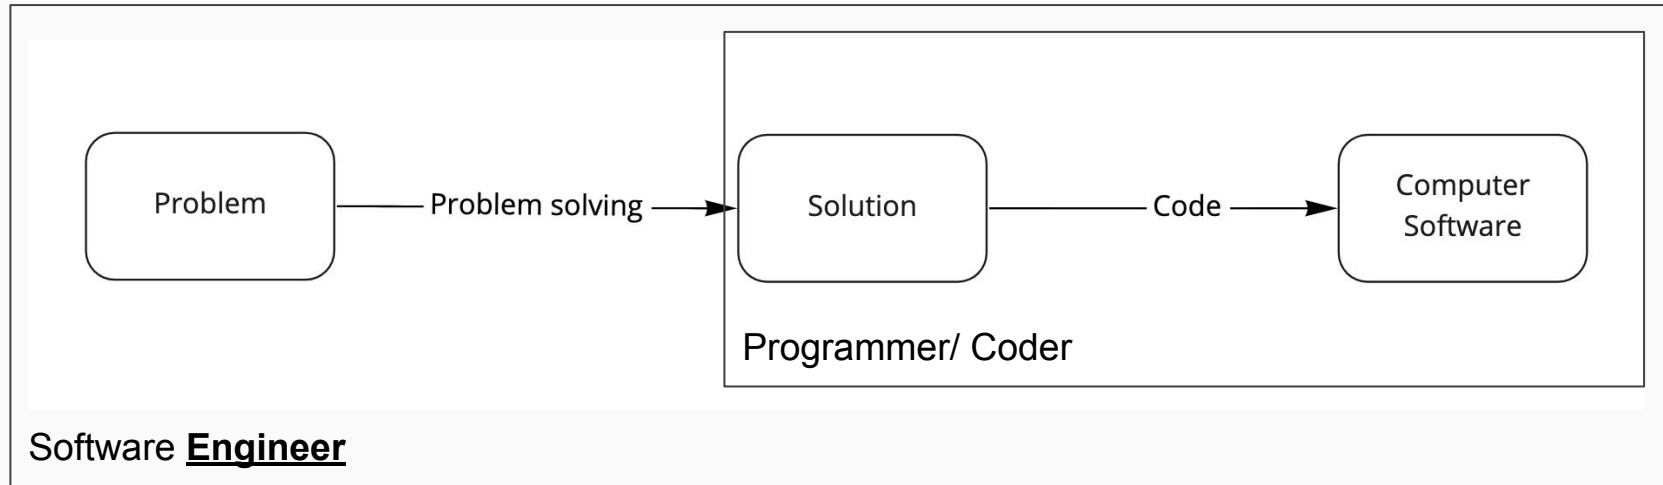 Problem
Problem solving
Solution
Code
Computer
Software
Programmer/ Coder
Software Engineer